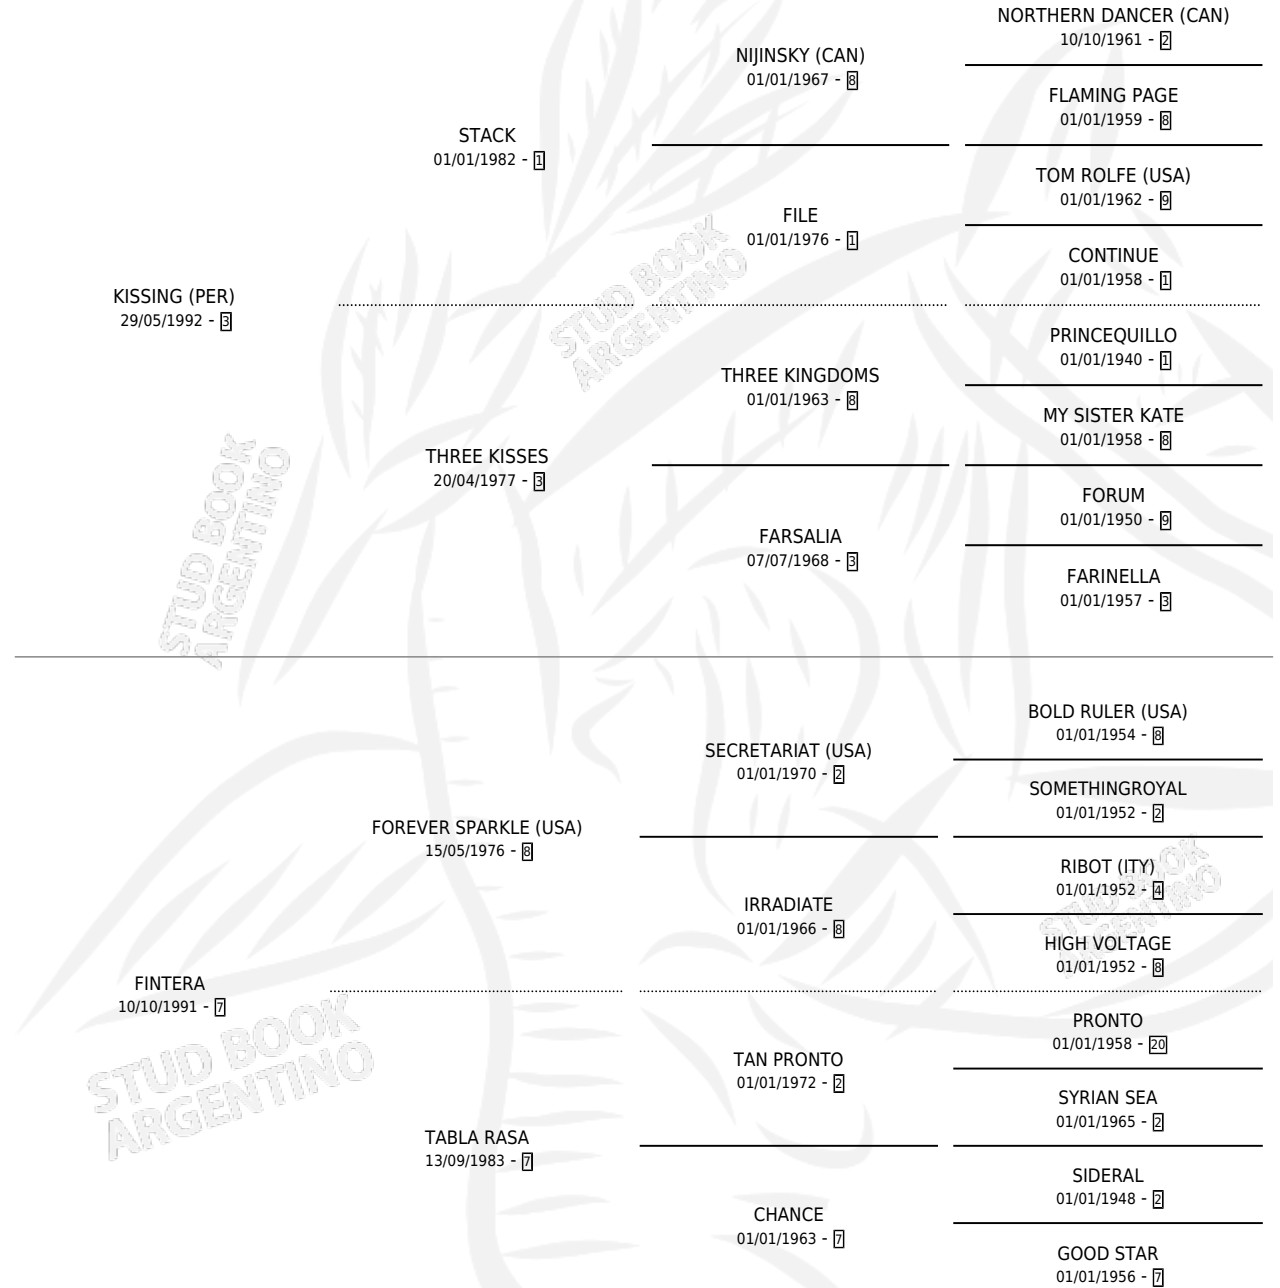 NORTHERN DANCER (CAN)
10/10/1961 - 2
NIJINSKY (CAN)
01/01/1967 - 8
FLAMING PAGE
01/01/1959 - 8
STACK
01/01/1982 - 1
TOM ROLFE (USA)
01/01/1962 - 9
FILE
01/01/1976 - 1
CONTINUE
01/01/1958 - 1
KISSING (PER)
29/05/1992 - 3
PRINCEQUILLO
01/01/1940 - 1
THREE KINGDOMS
01/01/1963 - 8
MY SISTER KATE
01/01/1958 - 8
THREE KISSES
20/04/1977 - 3
FORUM
01/01/1950 - 9
FARSALIA
07/07/1968 - 3
FARINELLA
01/01/1957 - 3
BOLD RULER (USA)
01/01/1954 - 8
SECRETARIAT (USA)
01/01/1970 - 2
SOMETHINGROYAL
01/01/1952 - 2
FOREVER SPARKLE (USA)
15/05/1976 - 8
RIBOT (ITY)
01/01/1952 - 4
IRRADIATE
01/01/1966 - 8
HIGH VOLTAGE
01/01/1952 - 8
FINTERA
10/10/1991 - 7
PRONTO
01/01/1958 - 20
TAN PRONTO
01/01/1972 - 2
SYRIAN SEA
01/01/1965 - 2
TABLA RASA
13/09/1983 - 7
SIDERAL
01/01/1948 - 2
CHANCE
01/01/1963 - 7
GOOD STAR
01/01/1956 - 7
STUD BOOK
ARGENTINO
STUD BOOK
ARGENTINO
STUD BOOK
ARGENTINO
STUD BOOK
ARGENTINO